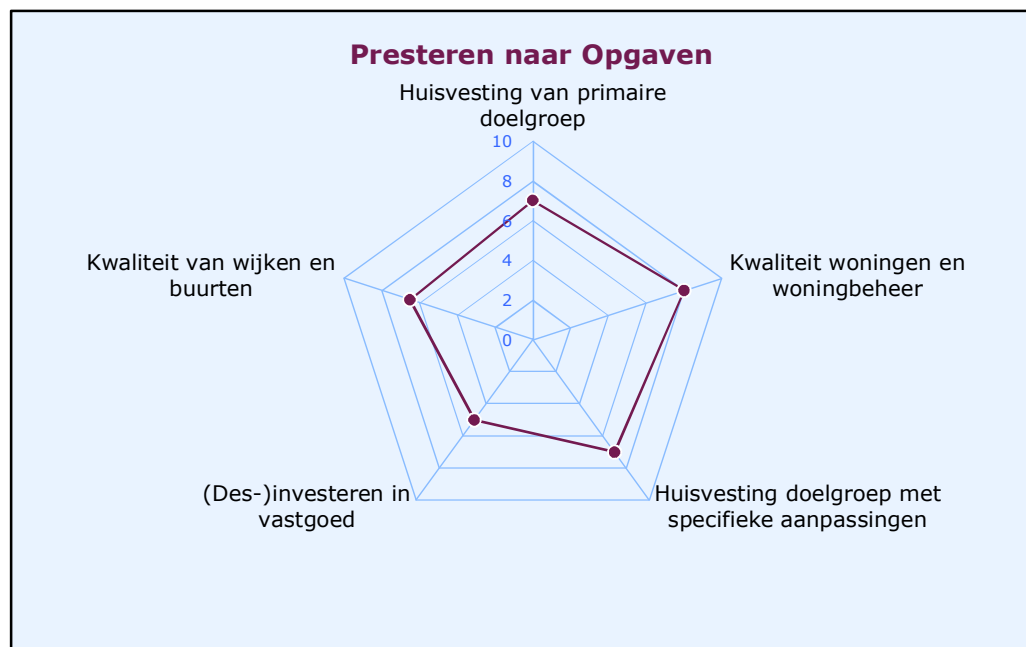 Presteren naar Opgaven
Huisvesting van primaire
doelgroep
10
8
6
4
2
0
Kwaliteit van wijken en
buurten
Kwaliteit woningen en
woningbeheer
(Des-)investeren in
vastgoed
Huisvesting doelgroep met
specifieke aanpassingen